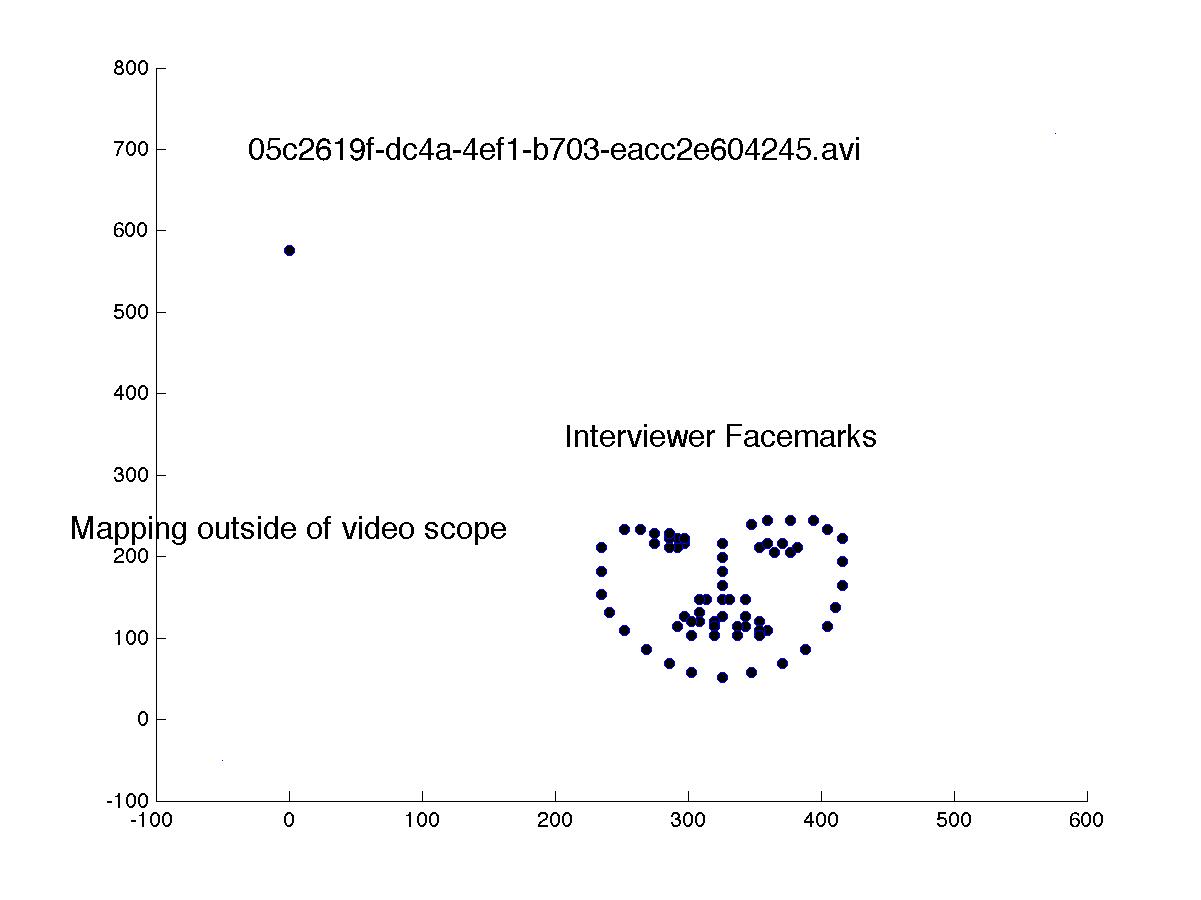 800
700
05c2619f-dc4a-4ef1-b703-eacc2e604245.avi
600
500
400
Interviewer Facemarks
300
Mapping outside of video scope
200
100
0
-100
-100 0 100 200 300 400 500 600